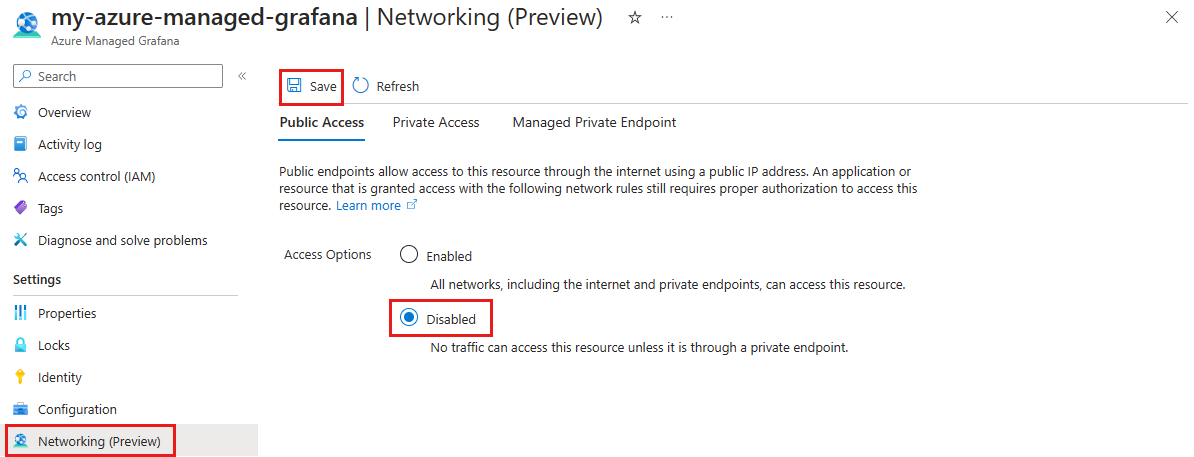 my-azure-managed-grafana | Networking (Preview)
Azure Managed Grafana
Search
Overview
Activity log
Access control (IAM)
Tags
Diagnose and solve problems
Settings
Properties
Locks
Identity
Configuration
Networking (Preview)
Save
Refresh
Public Access
Private Access
Managed Private Endpoint
Public endpoints allow access to this resource through the internet using a public IP address. An application or
resource that is granted access with the following network rules still requires proper authorization to access this
resource. Learn more
Access Options
Enabled
All networks, including the internet and private endpoints, can access this resource.
Disabled
No traffic can access this resource unless it is through a private endpoint.